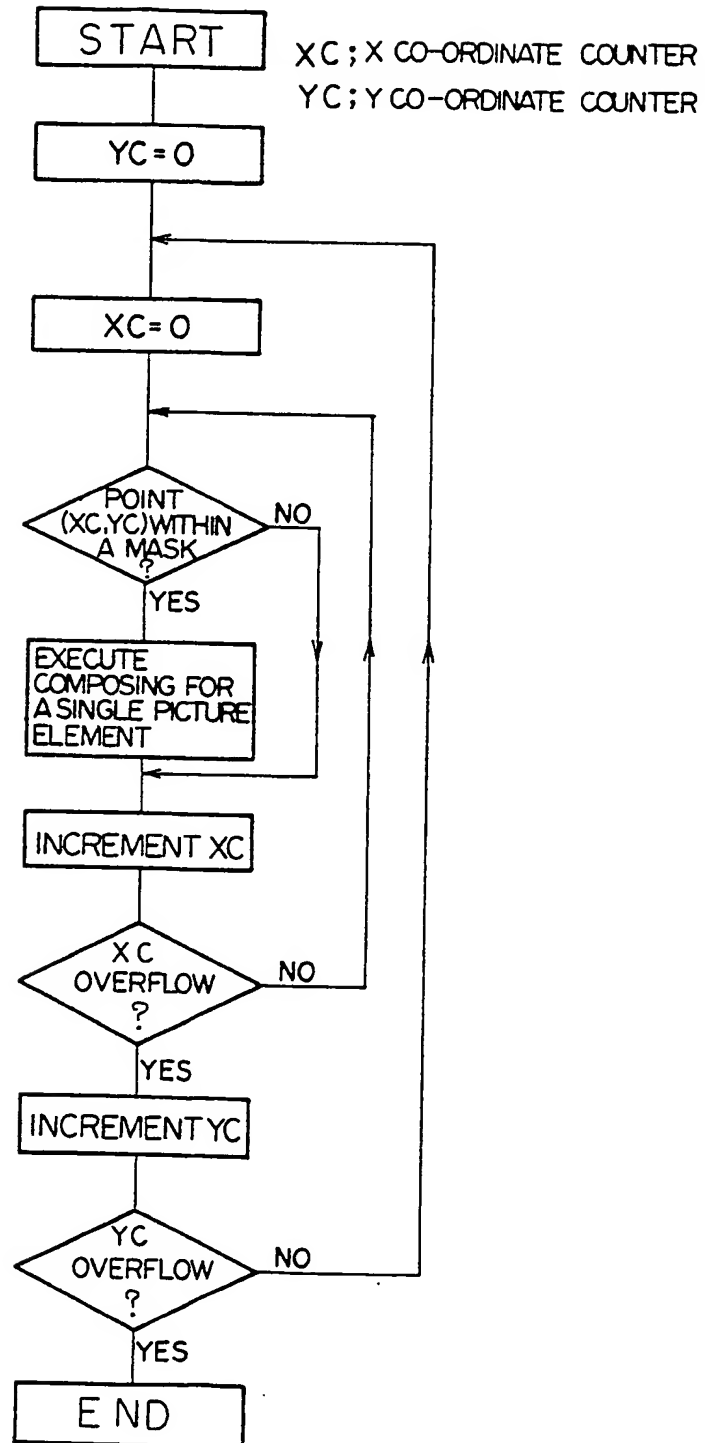 START
XC; X CO-ORDINATE COUNTER
YC; Y CO-ORDINATE COUNTER
YC=0
XC=0
POINT
(XC,YC) WITHIN
A MASK
?
NO
YES
EXECUTE
COMPOSING FOR
A SINGLE PICTURE
ELEMENT
INCREMENT XC
XC
OVERFLOW
?
NO
YES
INCREMENT YC
YC
OVERFLOW
?
NO
YES
END